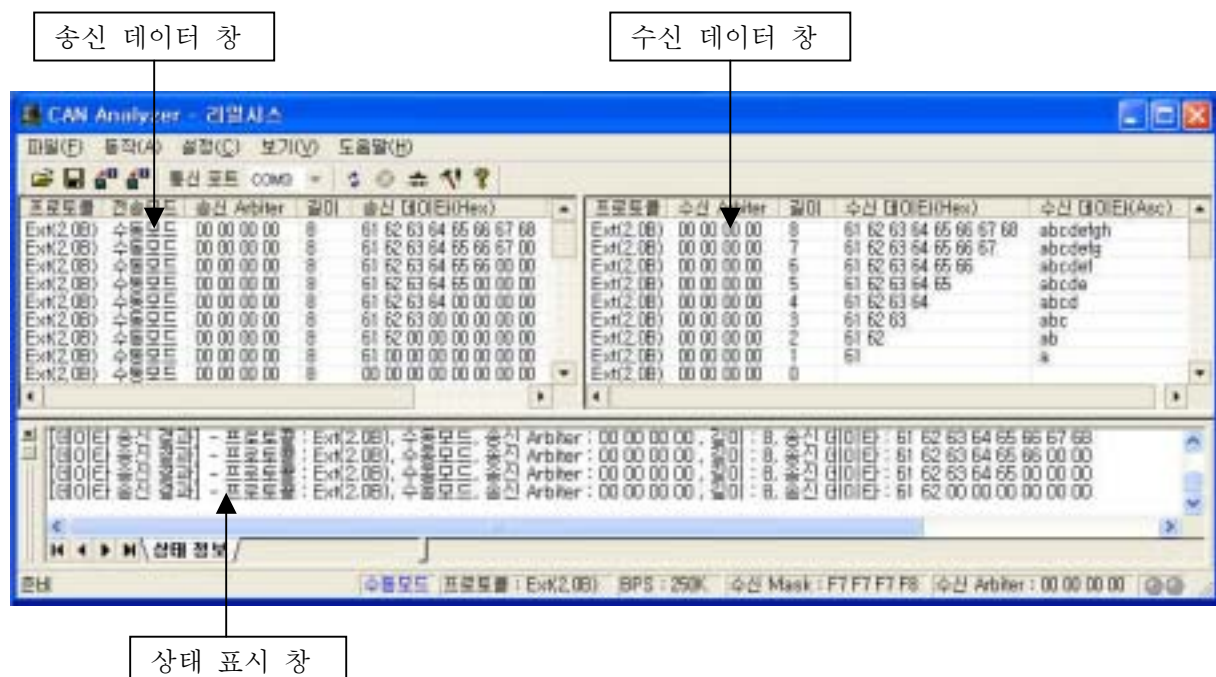 송신 데이터 창
수신 데이터 창
CAN Analyzer - 리얼시스
파일(F) 동작(A) 설정(C) 보기(V) 도움말(H)
통신 포트 COM3
프로토콜 전송모드 송신 Arbiter 길이 송신 데이타(Hex)
Ext(2.0B) 수동모드 00 00 00 00 8 61 62 63 64 65 66 67 68
Ext(2.0B) 수동모드 00 00 00 00 8 61 62 63 64 65 66 67 00
Ext(2.0B) 수동모드 00 00 00 00 8 61 62 63 64 65 66 00 00
Ext(2.0B) 수동모드 00 00 00 00 8 61 62 63 64 65 00 00 00
Ext(2.0B) 수동모드 00 00 00 00 8 61 62 63 64 00 00 00 00
Ext(2.0B) 수동모드 00 00 00 00 8 61 62 63 00 00 00 00 00
Ext(2.0B) 수동모드 00 00 00 00 8 61 62 00 00 00 00 00 00
Ext(2.0B) 수동모드 00 00 00 00 8 61 00 00 00 00 00 00 00
Ext(2.0B) 수동모드 00 00 00 00 8 00 00 00 00 00 00 00 00
프로토콜 수신 Arbiter 길이 수신 데이타(Hex) 수신 데이타(Asc)
Ext(2.0B) 00 00 00 00 8 61 62 63 64 65 66 67 68 abcdefgh
Ext(2.0B) 00 00 00 00 7 61 62 63 64 65 66 67 abcdefg
Ext(2.0B) 00 00 00 00 6 61 62 63 64 65 66 abcdef
Ext(2.0B) 00 00 00 00 5 61 62 63 64 65 abcde
Ext(2.0B) 00 00 00 00 4 61 62 63 64 abcd
Ext(2.0B) 00 00 00 00 3 61 62 63 abc
Ext(2.0B) 00 00 00 00 2 61 62 ab
Ext(2.0B) 00 00 00 00 1 61 a
Ext(2.0B) 00 00 00 00 0
[데이타 송신 결과] - 프로토콜 : Ext(2.0B), 수동모드, 송신 Arbiter : 00 00 00 00 , 길이 : 8, 송신 데이타 : 61 62 63 64 65 66 67 68
[데이타 송신 결과] - 프로토콜 : Ext(2.0B), 수동모드, 송신 Arbiter : 00 00 00 00 , 길이 : 8, 송신 데이타 : 61 62 63 64 65 66 00 00
[데이타 송신 결과] - 프로토콜 : Ext(2.0B), 수동모드, 송신 Arbiter : 00 00 00 00 , 길이 : 8, 송신 데이타 : 61 62 63 64 65 00 00 00
[데이타 송신 결과] - 프로토콜 : Ext(2.0B), 수동모드, 송신 Arbiter : 00 00 00 00 , 길이 : 8, 송신 데이타 : 61 62 00 00 00 00 00 00
상태 정보
준비 수동모드 프로토콜 : Ext(2.0B) BPS : 250K 수신 Mask : F7 F7 F7 F8 수신 Arbiter : 00 00 00 00
상태 표시 창